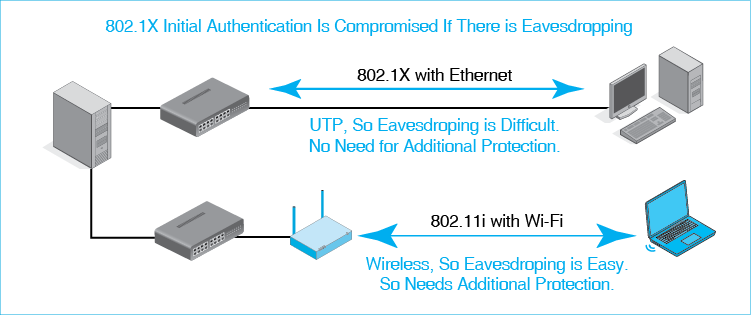 802.1X Initial Authentication Is Compromised If There is Eavesdropping
802.1X with Ethernet
UTP, So Eavesdroping is Difficult.
No Need for Additional Protection.
802.11i with Wi-Fi
Wireless, So Eavesdroping is Easy.
So Needs Additional Protection.